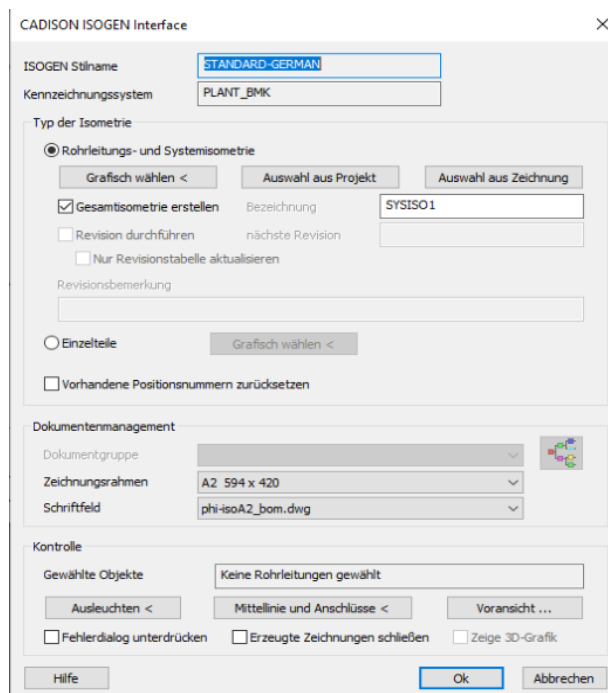 CADISON ISOGEN Interface
ISOGEN Stilname STANDARD-GERMAN
Kennzeichnungssystem PLANT_BMK
Typ der Isometrie
Rohrleitungs- und Systemisometrie
Grafisch wählen < Auswahl aus Projekt Auswahl aus Zeichnung
Gesamtisometrie erstellen Bezeichnung SYSISO1
Revision durchführen nächste Revision
Nur Revisionstabelle aktualisieren
Revisionsbemerkung
Einzelteile Grafisch wählen <
Vorhandene Positionsnummern zurücksetzen
Dokumentenmanagement
Dokumentgruppe
Zeichnungsrahmen A2 594 x 420
Schriftfeld phi-isoA2_bom.dwg
Kontrolle
Gewählte Objekte Keine Rohrleitungen gewählt
Ausleuchten < Mittellinie und Anschlüsse < Voransicht ...
Fehlerdialog unterdrücken Erzeugte Zeichnungen schließen Zeige 3D-Grafik
Hilfe Ok Abbrechen